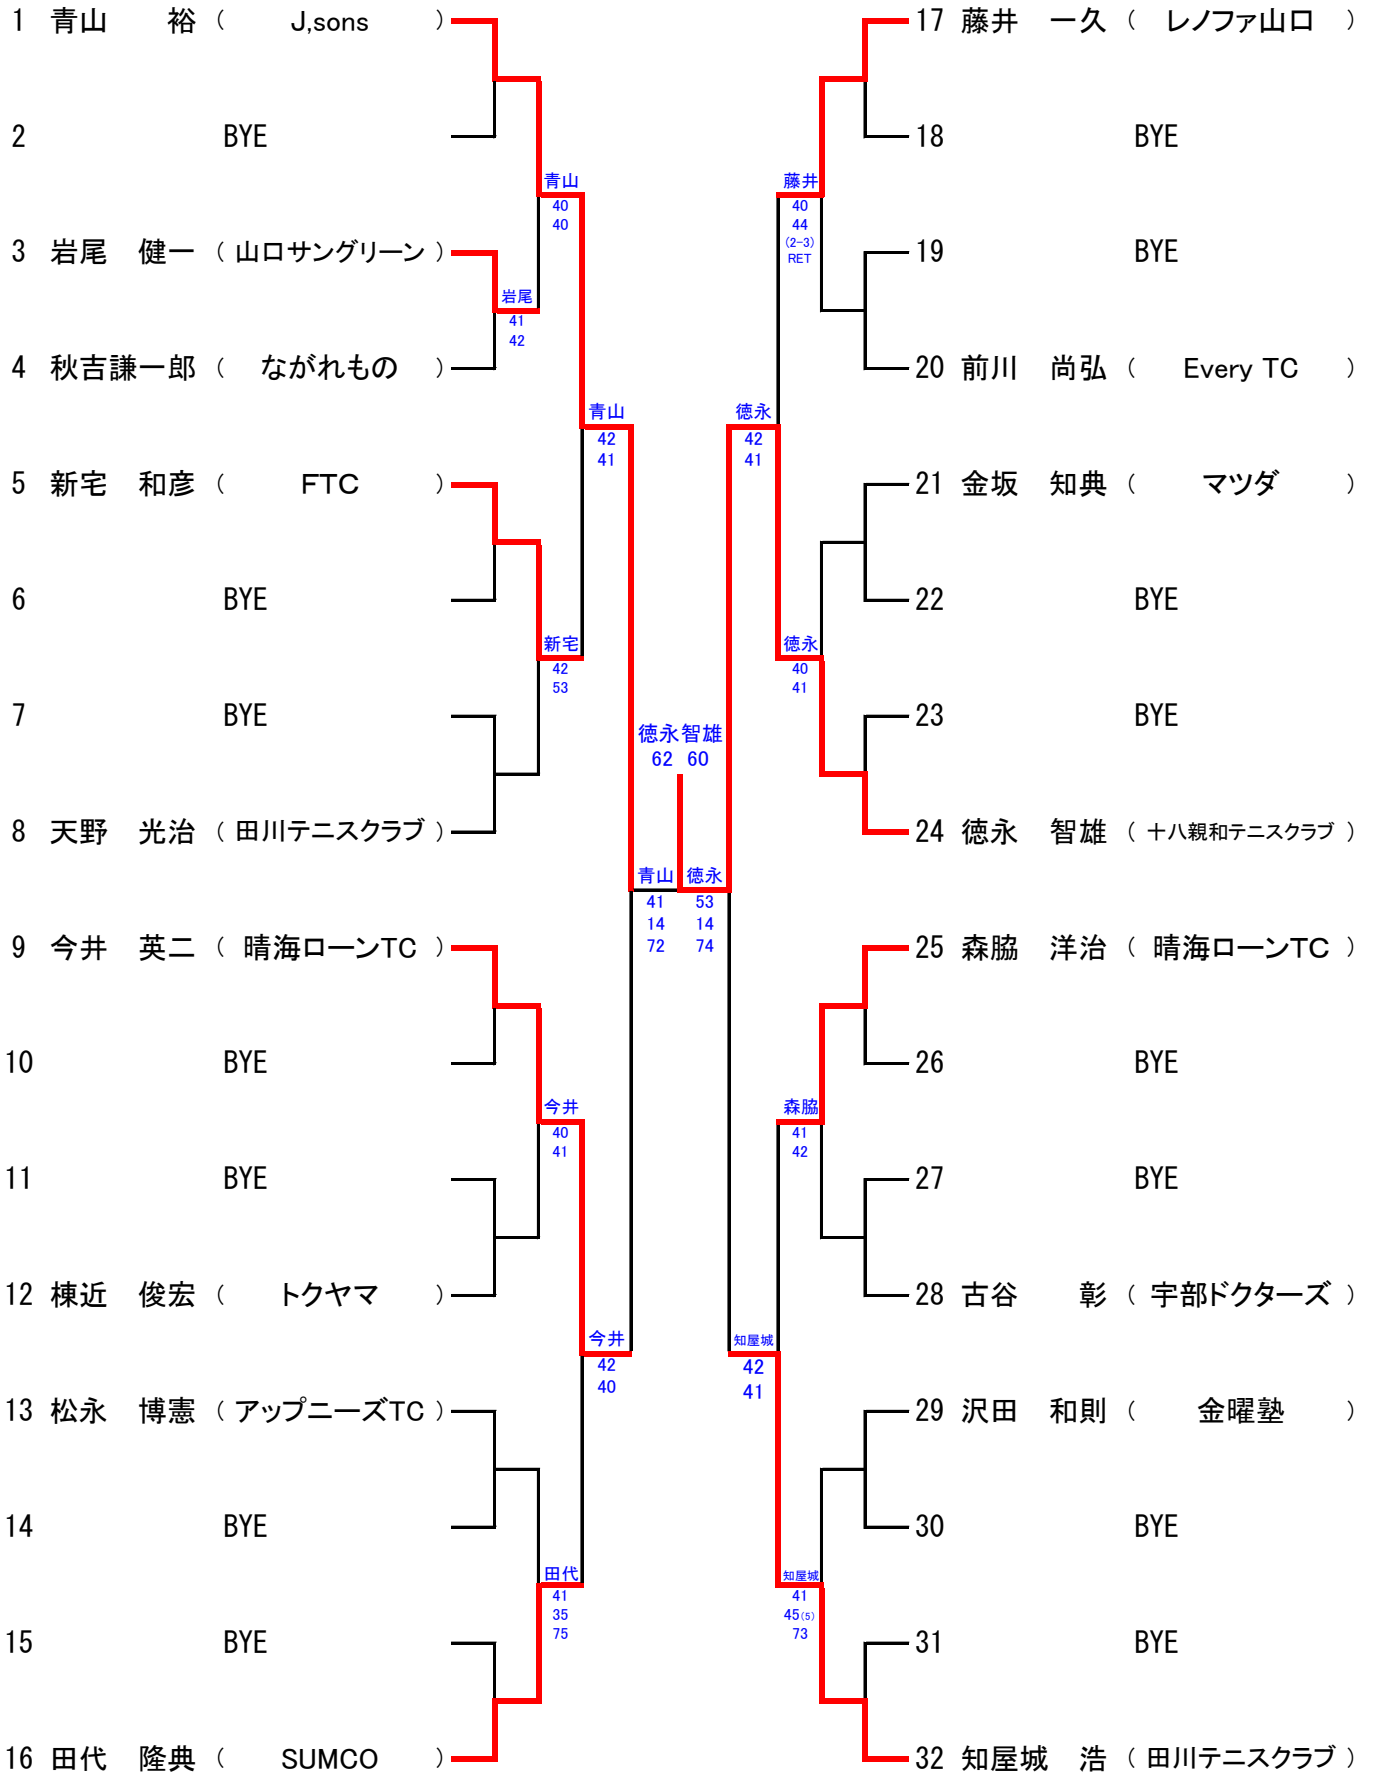 1 青山 裕 ( J,sons )
2 BYE
青山
40
40
3 岩尾 健一 ( 山口サングリーン )
岩尾
41
42
4 秋吉謙一郎 ( ながれもの )
青山
42
41
5 新宅 和彦 ( FTC )
6 BYE
新宅
42
53
7 BYE
8 天野 光治 ( 田川テニスクラブ )
徳永智雄
62 60
青山 徳永
41 53
14 14
72 74
9 今井 英二 ( 晴海ローンTC )
10 BYE
今井
40
41
11 BYE
12 棟近 俊宏 ( トクヤマ )
今井
42
40
13 松永 博憲 ( アップニーズTC )
14 BYE
田代
41
35
75
15 BYE
16 田代 隆典 ( SUMCO )
17 藤井 一久 ( レノファ山口 )
18 BYE
藤井
40
44
(2-3)
RET
19 BYE
20 前川 尚弘 ( Every TC )
徳永
42
41
21 金坂 知典 ( マツダ )
22 BYE
徳永
40
41
23 BYE
24 徳永 智雄 ( 十八親和テニスクラブ )
25 森脇 洋治 ( 晴海ローンTC )
26 BYE
森脇
41
42
27 BYE
28 古谷 彰 ( 宇部ドクターズ )
知屋城
42
41
29 沢田 和則 ( 金曜塾 )
30 BYE
知屋城
41
45(5)
73
31 BYE
32 知屋城 浩 ( 田川テニスクラブ )